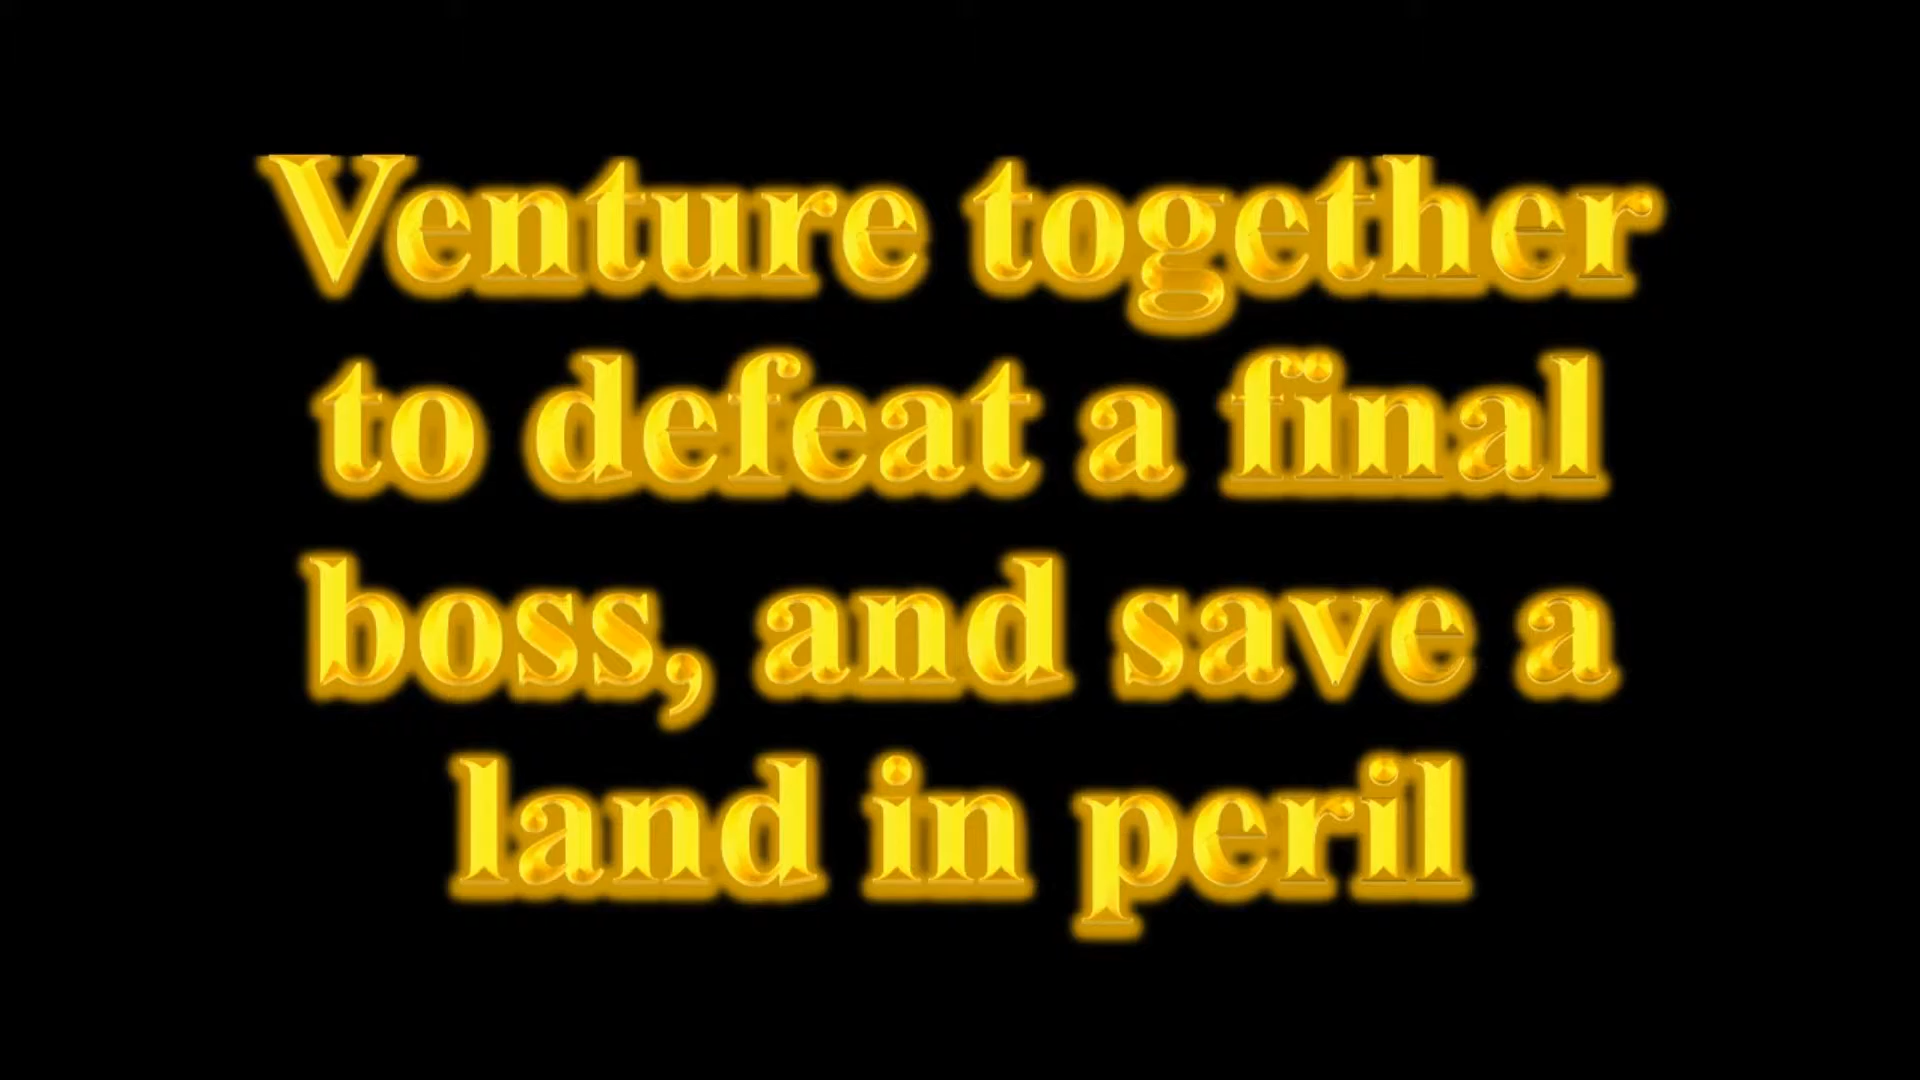 Venture together
to defeat a final
boss, and save a
land in peril